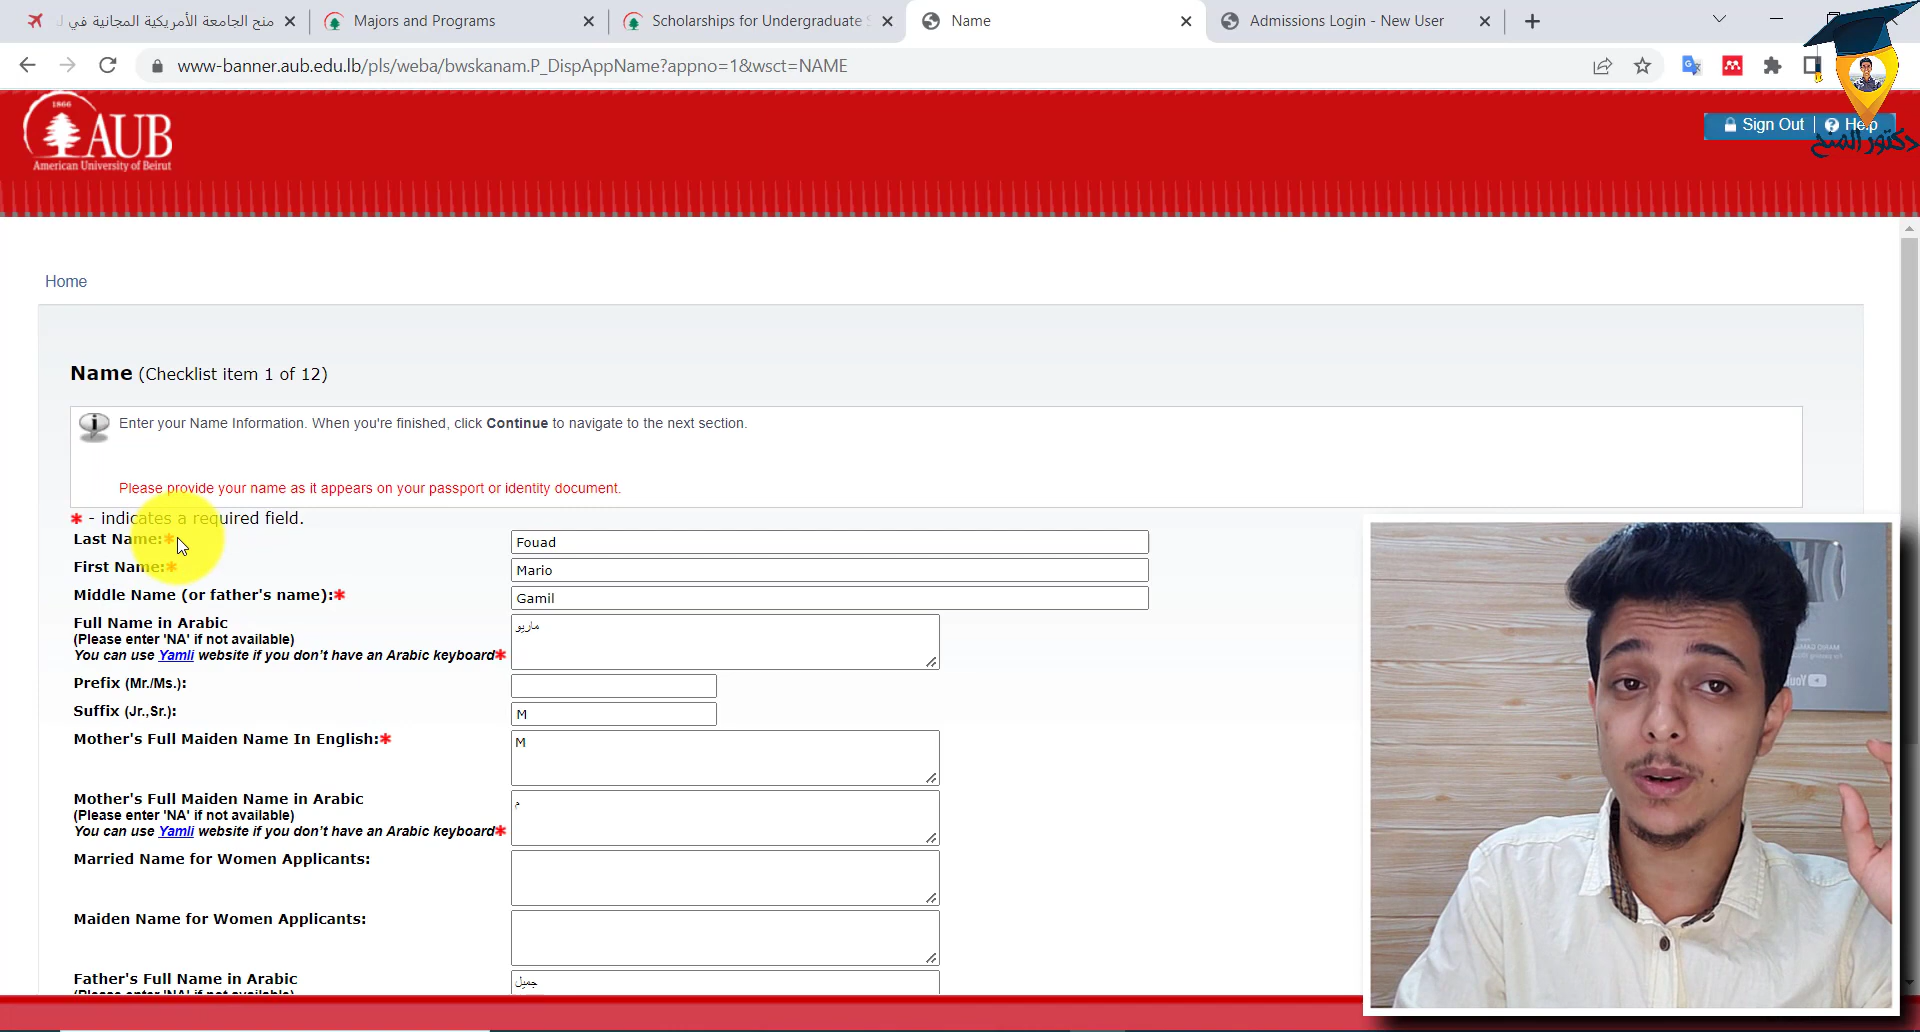 منح الجامعة الأمريكية المجانية في ل
Majors and Programs
Scholarships for Undergraduate S
Name
Admissions Login - New User
www-banner.aub.edu.lb/pls/weba/bwskanam.P_DispAppName?appno=1&wsct=NAME
1866
AUB
American University of Beirut
Sign Out
Help
دكتور المنح
Home
Name (Checklist item 1 of 12)
Enter your Name Information. When you're finished, click Continue to navigate to the next section.
Please provide your name as it appears on your passport or identity document.
* - indicates a required field.
Last Name:* Fouad
First Name:* Mario
Middle Name (or father's name):* Gamil
Full Name in Arabic ماريو
(Please enter 'NA' if not available)
You can use Yamli website if you don't have an Arabic keyboard*
Prefix (Mr./Ms.):
Suffix (Jr.,Sr.): M
Mother's Full Maiden Name In English:* M
Mother's Full Maiden Name in Arabic م
(Please enter 'NA' if not available)
You can use Yamli website if you don't have an Arabic keyboard*
Married Name for Women Applicants:
Maiden Name for Women Applicants:
Father's Full Name in Arabic جميل
(Please enter 'NA' if not available)